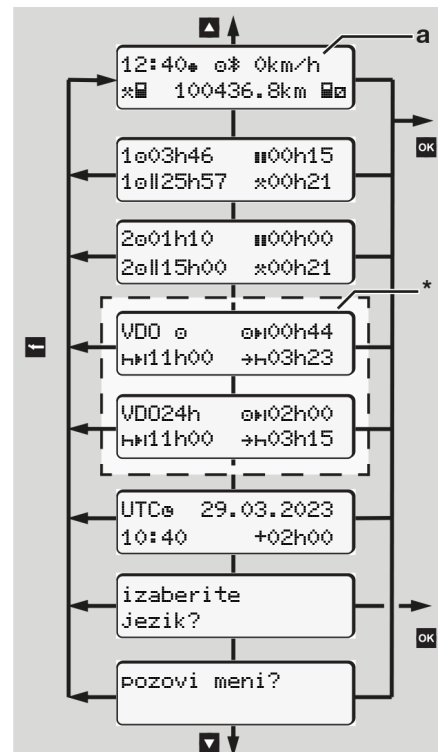 a
12:40● ⊙ᛒ 0km/h
⚒ 100436.8km
OK
1⊙03h46 ▮▮00h15
1⊙||25h57 ⚒00h21
2⊙01h10 ▮▮00h00
2⊙||15h00 ⚒00h21
*
VDO ⊙ ⊙▶|00h44
▶|11h00 →03h23
VDO24h ⊙▶|02h00
▶|11h00 →03h15
UTC 29.03.2023
10:40 +02h00
izaberite
jezik?
OK
pozovi meni?